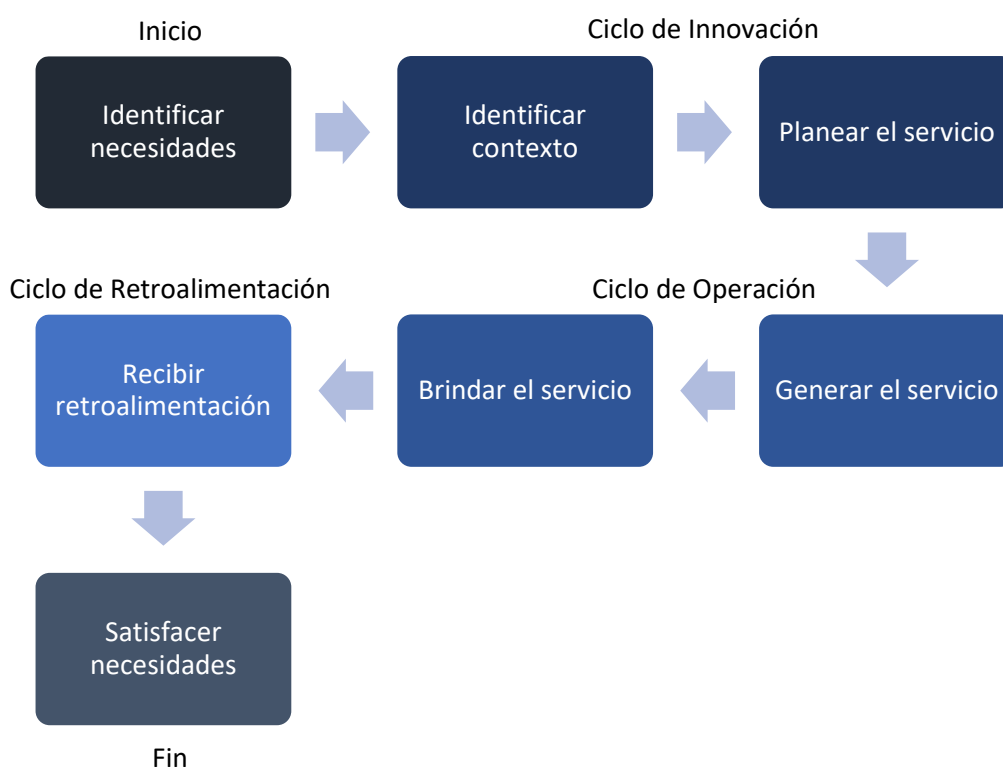 Inicio
Ciclo de Innovación
Identificar
necesidades
Identificar
contexto
Planear el servicio
Ciclo de Retroalimentación
Ciclo de Operación
Recibir
retroalimentación
Brindar el servicio
Generar el servicio
Satisfacer
necesidades
Fin